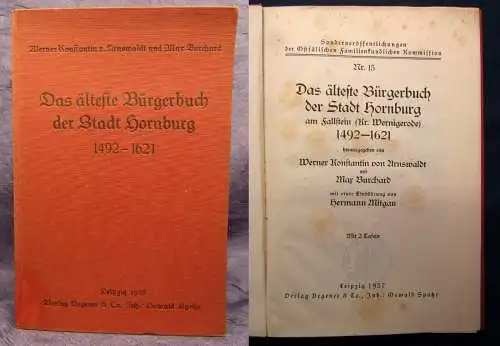 Werner Konstantin v. Arnswaldt und Max Burchard
Das älteste Bürgerbuch
der Stadt Hornburg
1492–1621
Leipzig 1937
Verlag Degener & Co., Inh.: Oswald Spohr
Sonderveröffentlichungen
der Ostfälischen Familienkundlichen Kommission
Nr. 15
Das älteste Bürgerbuch
der Stadt Hornburg
am Fallstein (Kr. Wernigerode)
1492–1621
herausgegeben von
Werner Konstantin von Arnswaldt
und
Max Burchard
mit einer Einführung von
Hermann Mitgau
Mit 2 Tafeln
Leipzig 1937
Verlag Degener & Co., Inh.: Oswald Spohr